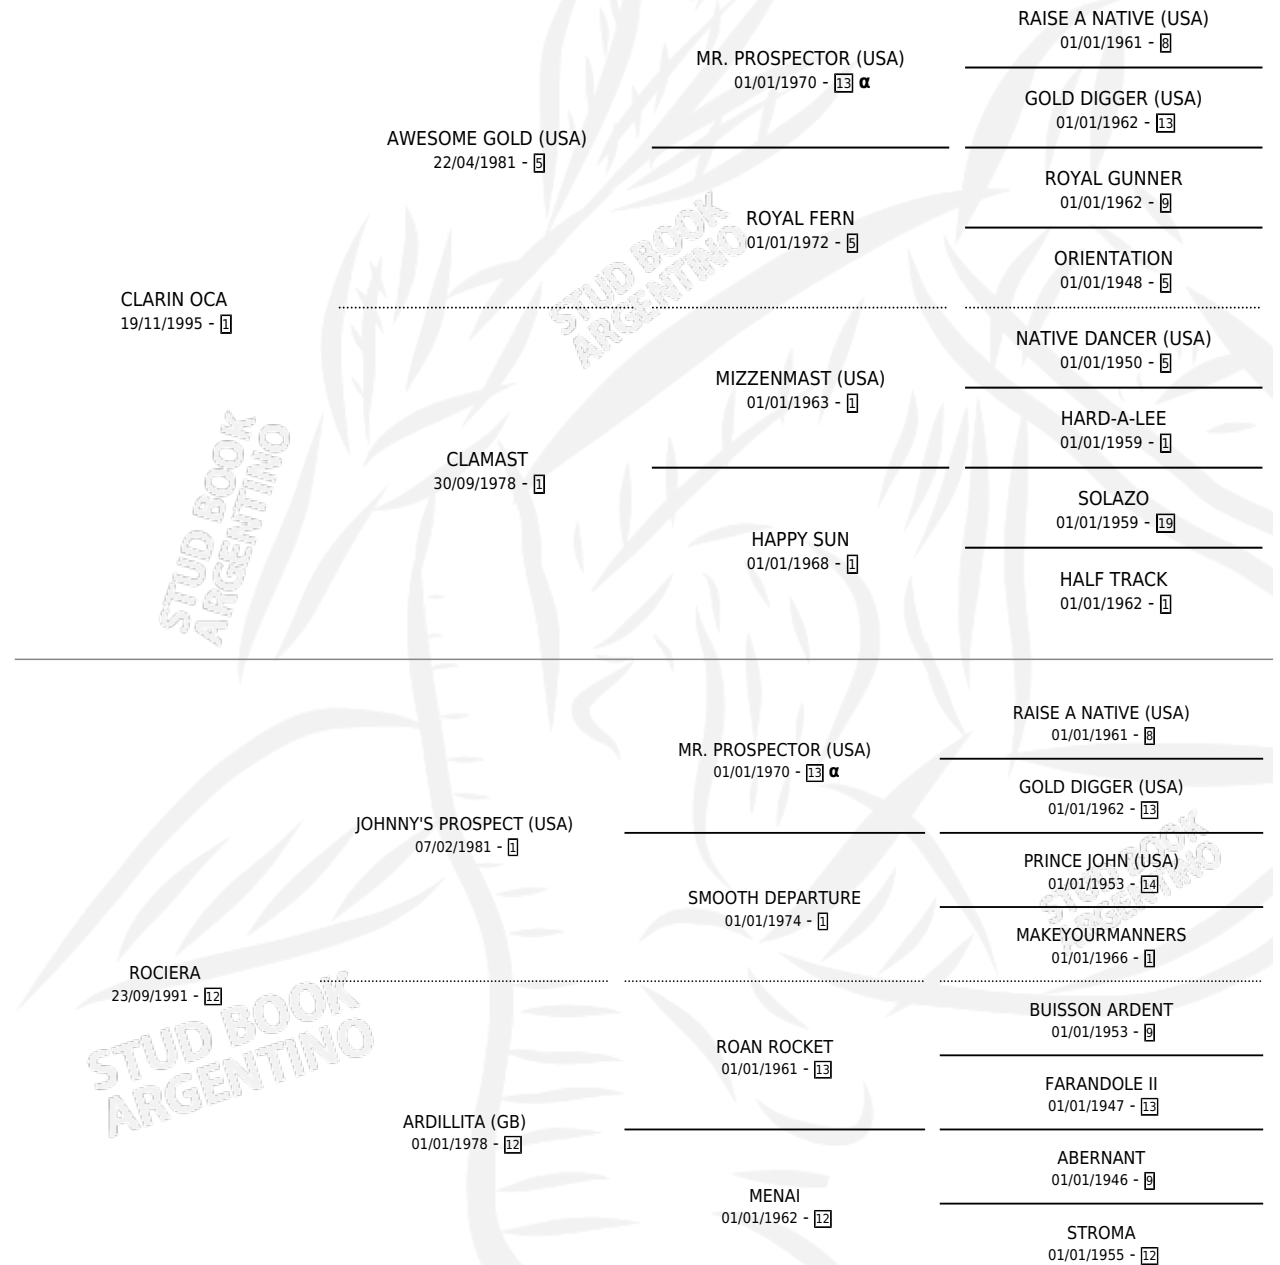 RAISE A NATIVE (USA)
01/01/1961 - 8
MR. PROSPECTOR (USA)
01/01/1970 - 13 α
GOLD DIGGER (USA)
01/01/1962 - 13
AWESOME GOLD (USA)
22/04/1981 - 5
ROYAL GUNNER
01/01/1962 - 9
ROYAL FERN
01/01/1972 - 5
ORIENTATION
01/01/1948 - 5
CLARIN OCA
19/11/1995 - 1
NATIVE DANCER (USA)
01/01/1950 - 5
MIZZENMAST (USA)
01/01/1963 - 1
HARD-A-LEE
01/01/1959 - 1
CLAMAST
30/09/1978 - 1
SOLAZO
01/01/1959 - 19
HAPPY SUN
01/01/1968 - 1
HALF TRACK
01/01/1962 - 1
STUD BOOK
ARGENTINO
STUD BOOK
ARGENTINO
RAISE A NATIVE (USA)
01/01/1961 - 8
MR. PROSPECTOR (USA)
01/01/1970 - 13 α
GOLD DIGGER (USA)
01/01/1962 - 13
JOHNNY'S PROSPECT (USA)
07/02/1981 - 1
PRINCE JOHN (USA)
01/01/1953 - 14
SMOOTH DEPARTURE
01/01/1974 - 1
MAKEYOURMANNERS
01/01/1966 - 1
ROCIERA
23/09/1991 - 12
BUISSON ARDENT
01/01/1953 - 9
ROAN ROCKET
01/01/1961 - 13
FARANDOLE II
01/01/1947 - 13
ARDILLITA (GB)
01/01/1978 - 12
ABERNANT
01/01/1946 - 9
MENAI
01/01/1962 - 12
STROMA
01/01/1955 - 12
STUD BOOK
ARGENTINO
STUD BOOK
ARGENTINO